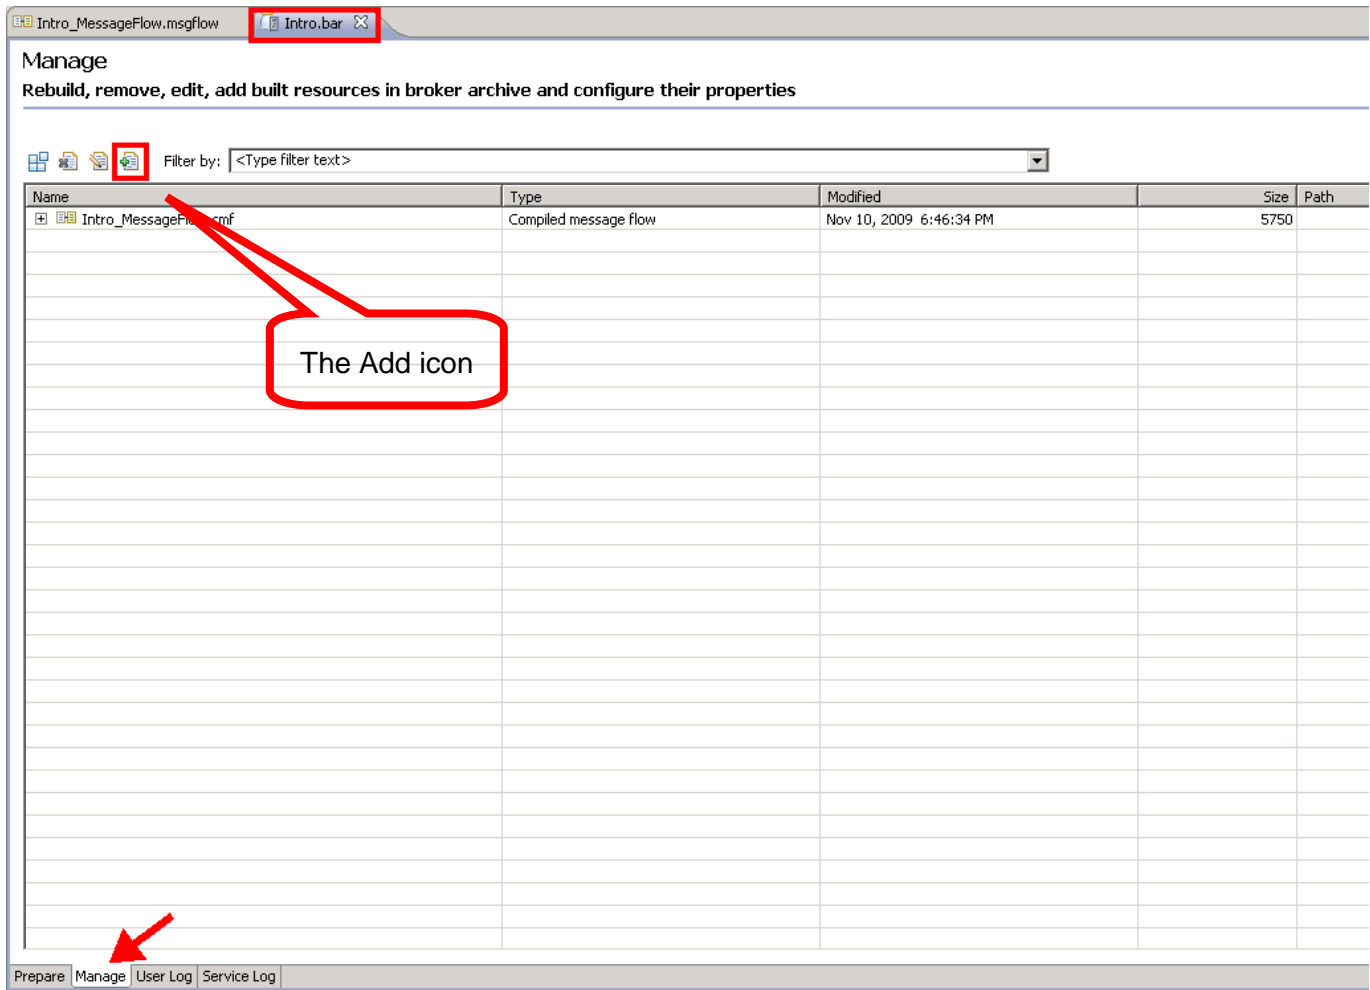 Intro_MessageFlow.msgflow Intro.bar
Manage
Rebuild, remove, edit, add built resources in broker archive and configure their properties
Filter by: <Type filter text>
Name Type Modified Size Path
Intro_MessageFlow.cmf Compiled message flow Nov 10, 2009 6:46:34 PM 5750
The Add icon
Prepare Manage User Log Service Log